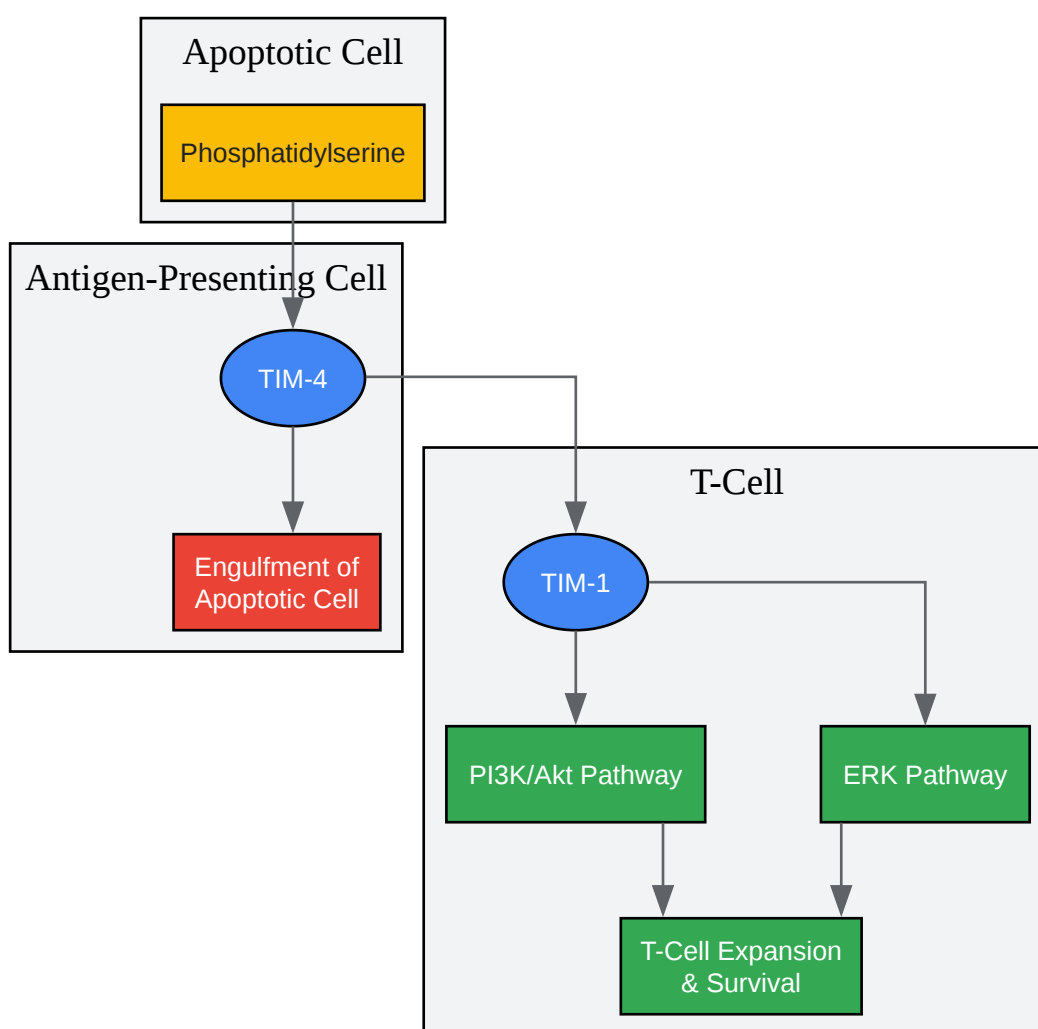 Apoptotic Cell
Phosphatidylserine
Antigen-Presenting Cell
TIM-4
Engulfment of
Apoptotic Cell
T-Cell
TIM-1
PI3K/Akt Pathway
ERK Pathway
T-Cell Expansion
& Survival